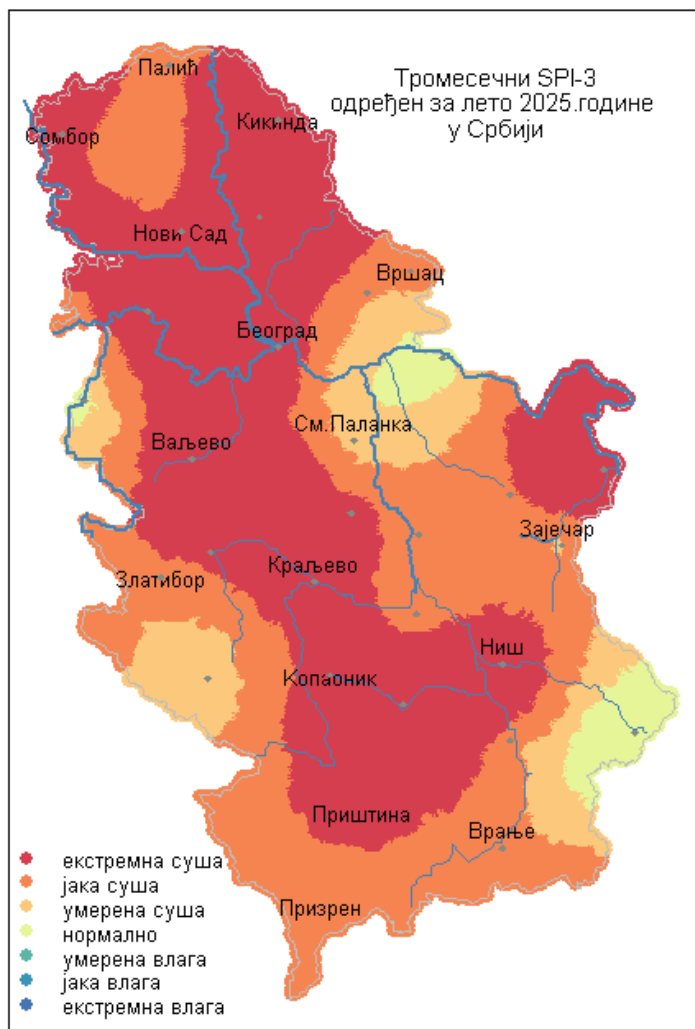 Тромесечни SPI-3
одређен за лето 2025.године
у Србији
Палић
Кикинда
Сомбор
Нови Сад
Вршац
Београд
См.Паланка
Ваљево
Зајечар
Златибор
Краљево
Ниш
Копаоник
Приштина
Врање
Призрен
екстремна суша
јака суша
умерена суша
нормално
умерена влага
јака влага
екстремна влага